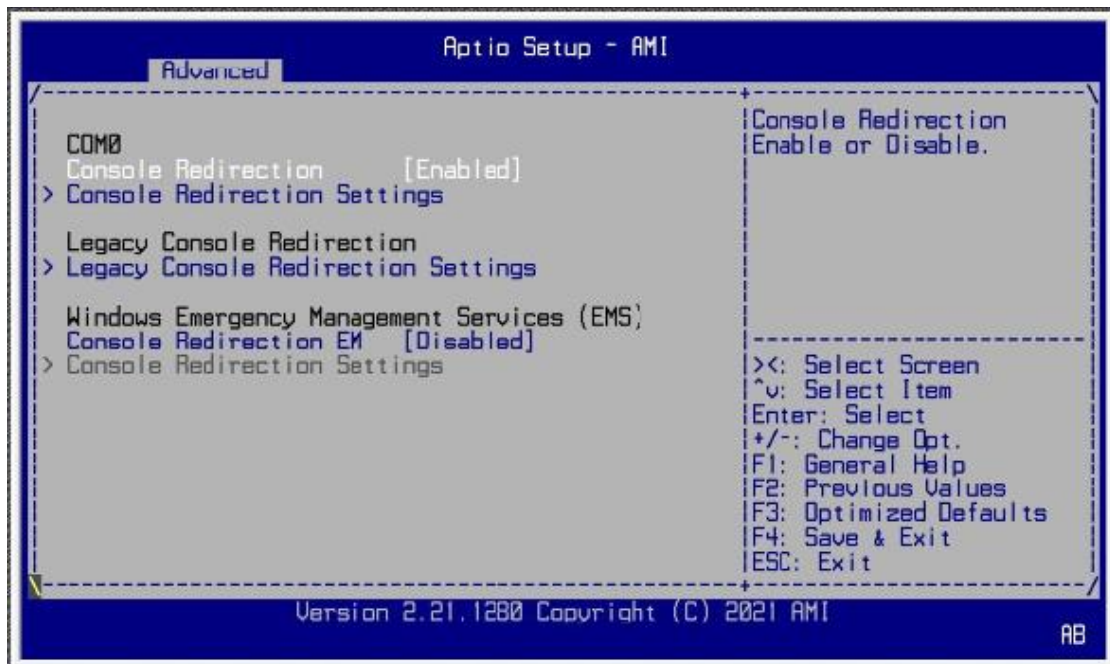 Aptio Setup - AMI
Advanced
COM0
Console Redirection [Enabled]
> Console Redirection Settings
Legacy Console Redirection
> Legacy Console Redirection Settings
Windows Emergency Management Services (EMS)
Console Redirection EM [Disabled]
> Console Redirection Settings
Console Redirection
Enable or Disable.
><: Select Screen
^v: Select Item
Enter: Select
+/-: Change Opt.
F1: General Help
F2: Previous Values
F3: Optimized Defaults
F4: Save & Exit
ESC: Exit
Version 2.21.1280 Copyright (C) 2021 AMI
AB